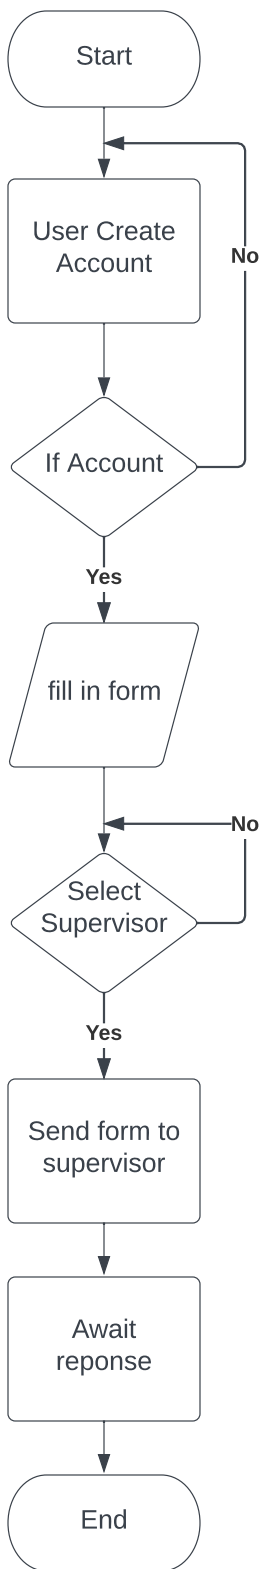 Start
No
User Create
Account
If Account
Yes
fill in form
No
Select
Supervisor
Yes
Send form to
supervisor
Await
reponse
End